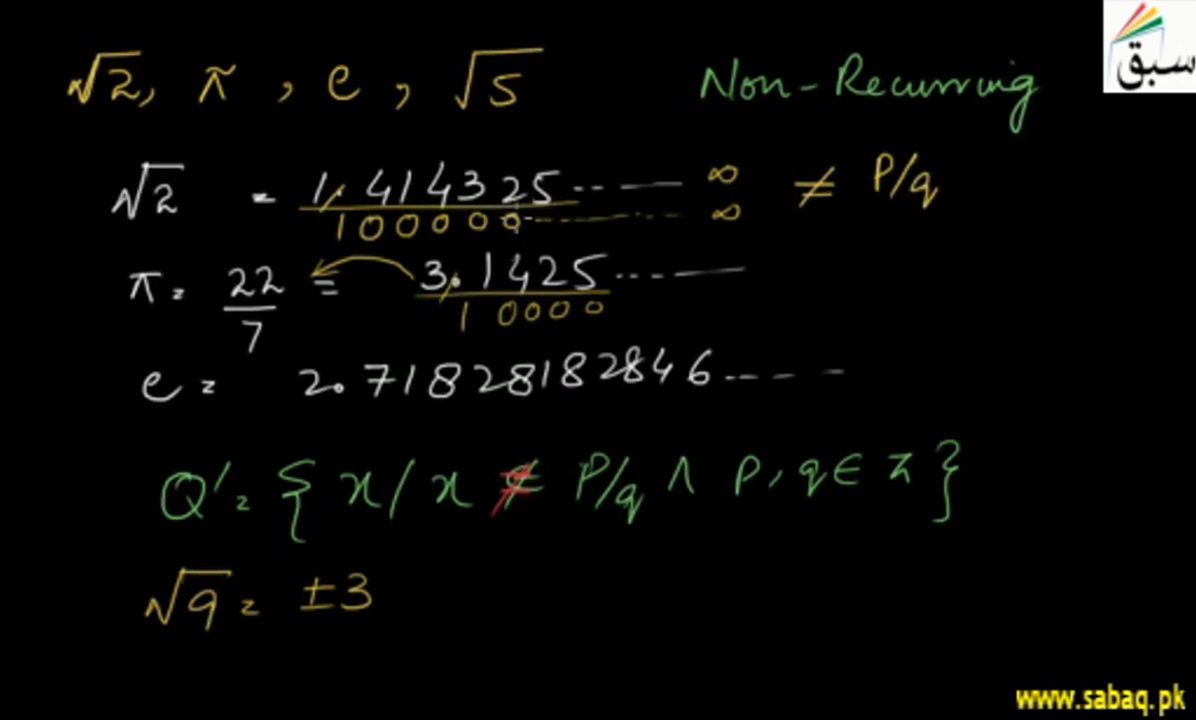 √2, π, e, √5 Non-Recurring
سبق
√2 = 1.414325...... ∞ ≠ P/q
100000...... ∞
π = 22/7 = 3.1425......
10000
e = 2.71828182846.....
Q' = { x/x ≠ P/q ∧ P, q ∈ z }
√9 = ±3
www.sabaq.pk